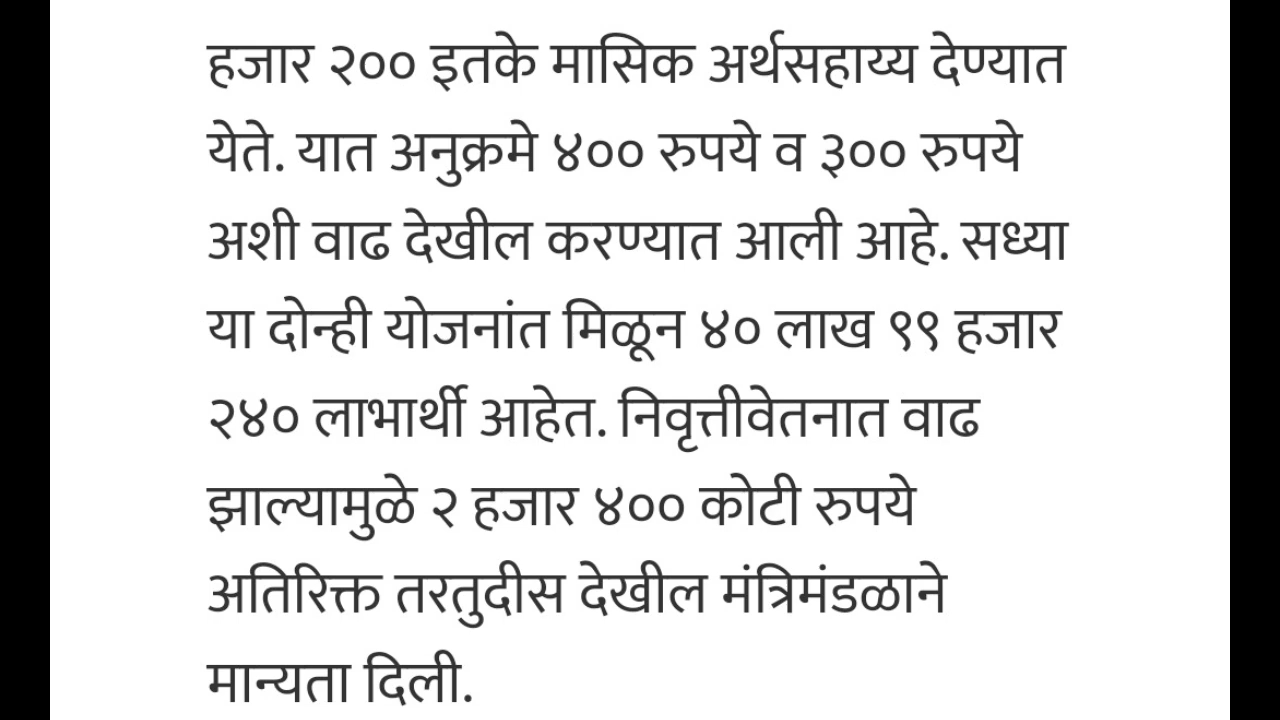 हजार २०० इतके मासिक अर्थसहाय्य देण्यात
येते. यात अनुक्रमे ४०० रुपये व ३०० रुपये
अशी वाढ देखील करण्यात आली आहे. सध्या
या दोन्ही योजनांत मिळून ४० लाख ९९ हजार
२४० लाभार्थी आहेत. निवृत्तीवेतनात वाढ
झाल्यामुळे २ हजार ४०० कोटी रुपये
अतिरिक्त तरतुदीस देखील मंत्रिमंडळाने
मान्यता दिली.